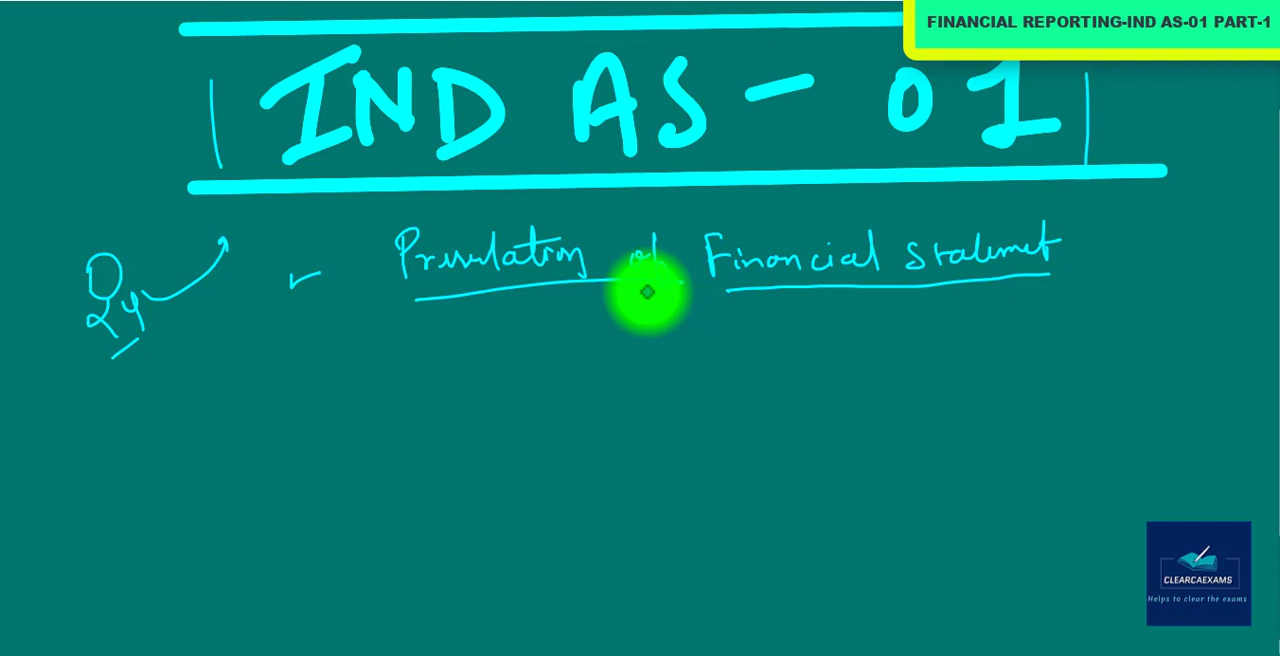 FINANCIAL REPORTING-IND AS-01 PART-1
IND AS - 01
Presentation of Financial Statement
CLEARCAEXAMS
Helps to clear the exams